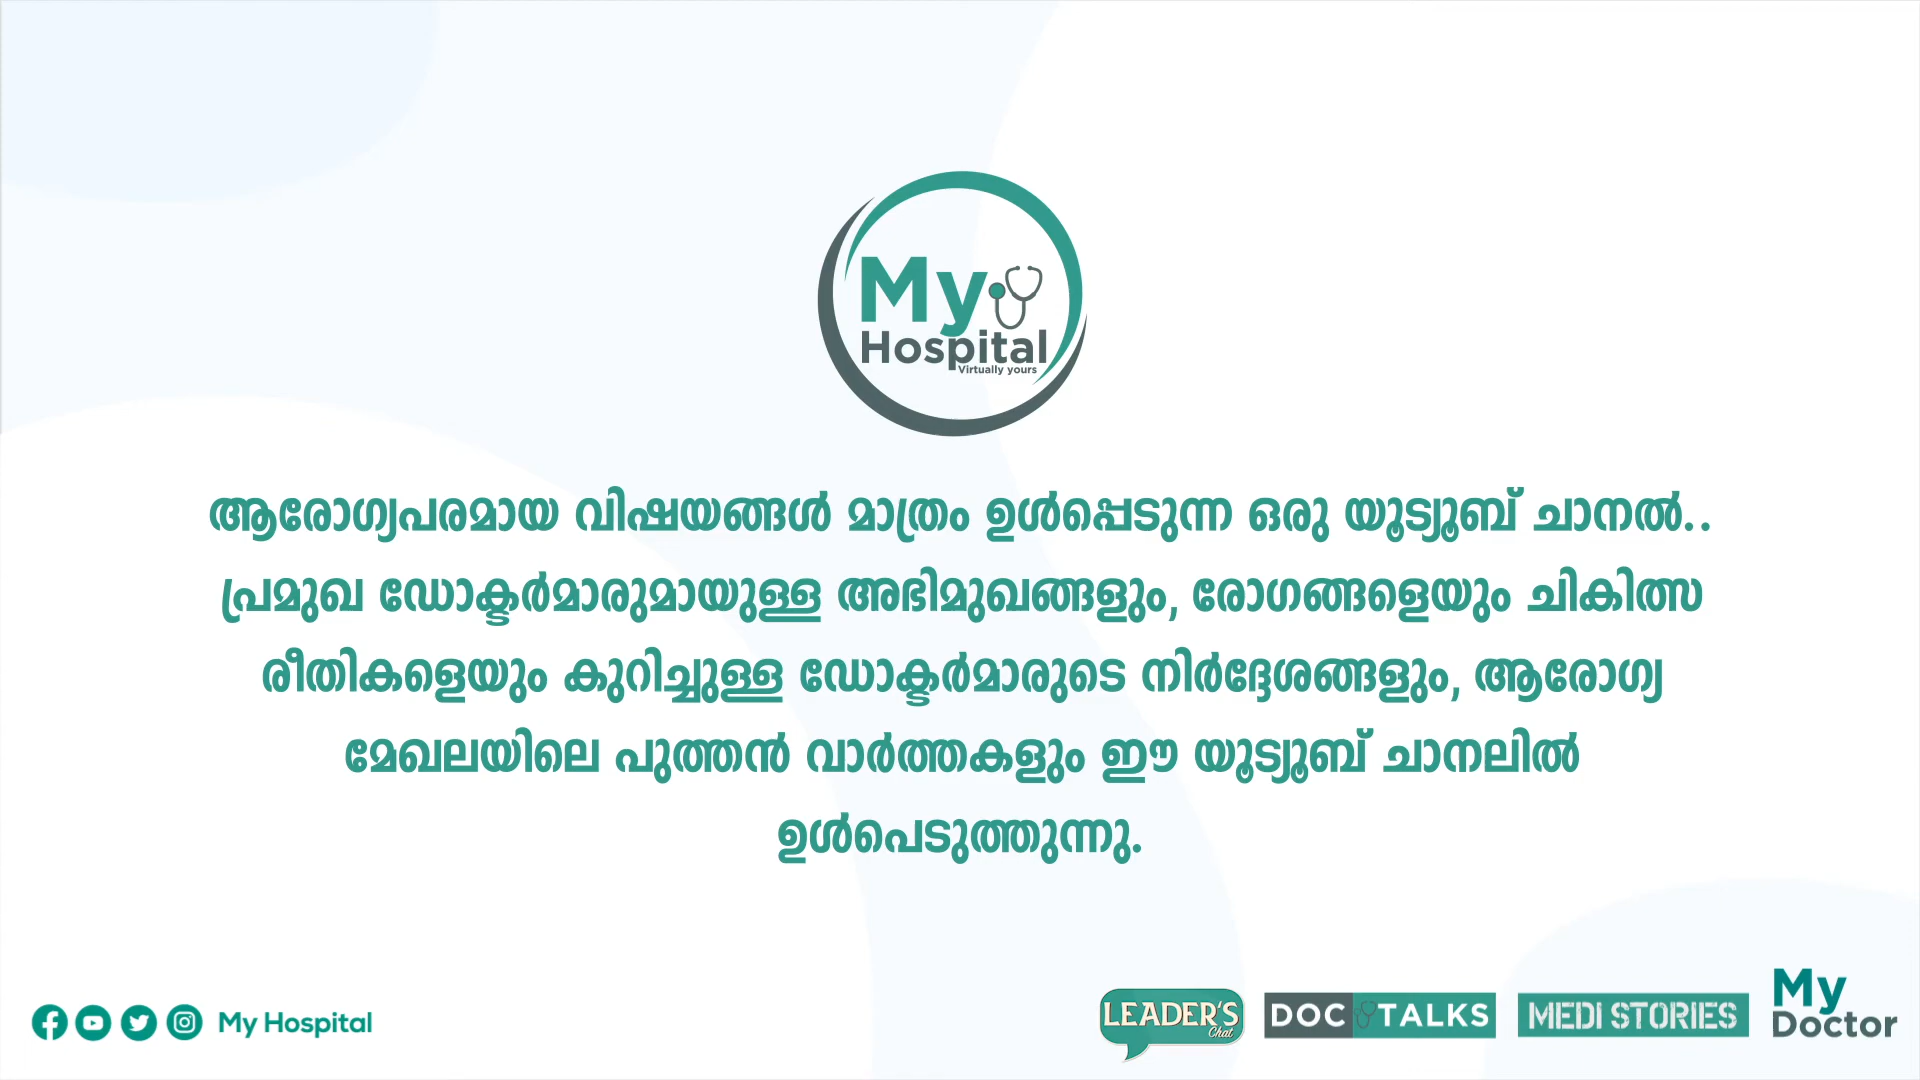 My
Hospital
Virtually yours
ആരോഗ്യപരമായ വിഷയങ്ങൾ മാത്രം ഉൾപ്പെടുന്ന ഒരു യൂട്യൂബ് ചാനൽ..
പ്രമുഖ ഡോക്ടർമാരുമായുള്ള അഭിമുഖങ്ങളും, രോഗങ്ങളെയും ചികിത്സ
രീതികളെയും കുറിച്ചുള്ള ഡോക്ടർമാരുടെ നിർദ്ദേശങ്ങളും, ആരോഗ്യ
മേഖലയിലെ പുത്തൻ വാർത്തകളും ഈ യൂട്യൂബ് ചാനലിൽ
ഉൾപെടുത്തുന്നു.
My Hospital
LEADER'S
Chat
DOC TALKS
MEDI STORIES
My
Doctor